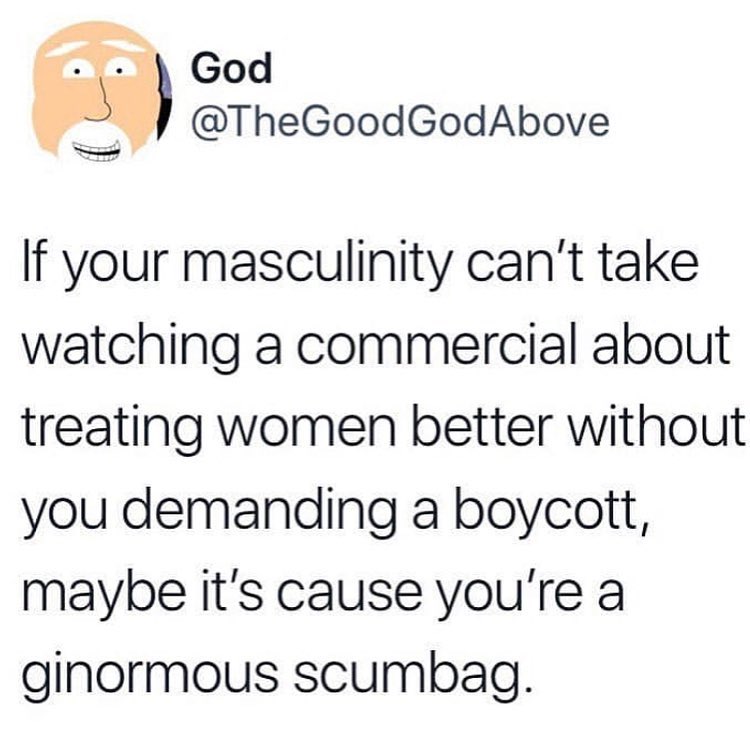 God
@TheGoodGodAbove
If your masculinity can't take
watching a commercial about
treating women better without
you demanding a boycott,
maybe it's cause you're a
ginormous scumbag.